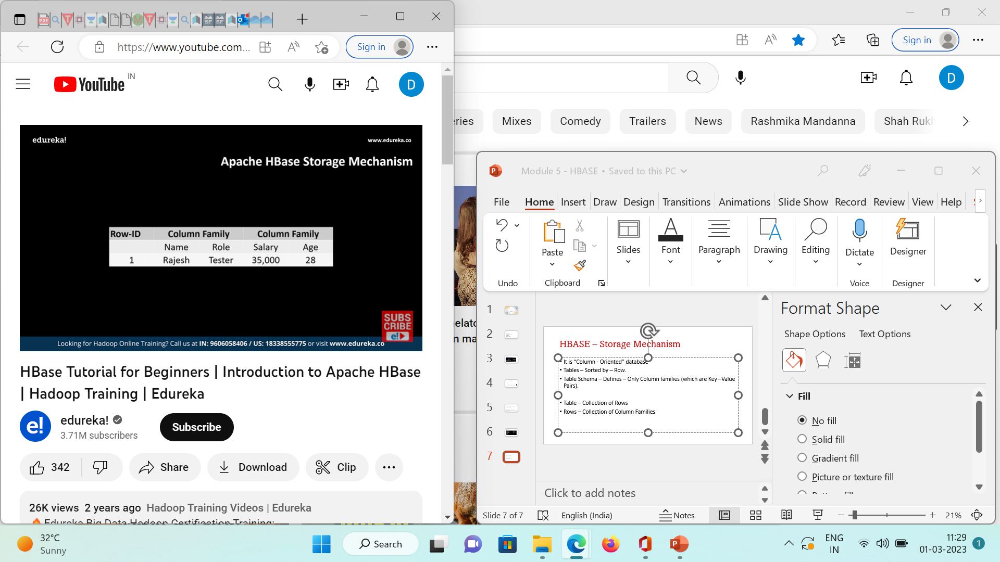 https://www.youtube.com...
Sign in
YouTube IN
D
edureka!
www.edureka.co
Apache HBase Storage Mechanism
Row-ID Column Family Column Family
Name Role Salary Age
1 Rajesh Tester 35,000 28
SUBS
CRIBE
e!
Looking for Hadoop Online Training? Call us at IN: 9606058406 / US: 18338555775 or visit www.edureka.co
HBase Tutorial for Beginners | Introduction to Apache HBase
| Hadoop Training | Edureka
e!
edureka!
3.71M subscribers
Subscribe
342
Share
Download
Clip
26K views 2 years ago Hadoop Training Videos | Edureka
Edureka Big Data Hadoop Certification Training:
Sign in
D
Mixes
Comedy
Trailers
News
Rashmika Mandanna
Shah Rukh
Module 5 - HBASE • Saved to this PC
File Home Insert Draw Design Transitions Animations Slide Show Record Review View Help
Paste
Slides
Font
Paragraph
Drawing
Editing
Dictate
Designer
Undo
Clipboard
Voice
Designer
1
2
3
4
5
6
7
HBASE – Storage Mechanism
• It is “Column - Oriented” database
• Tables – Sorted by – Row.
• Table Schema – Defines – Only Column families (which are Key –Value
Pairs).
• Table – Collection of Rows
• Rows – Collection of Column Families
Click to add notes
Format Shape
Shape Options Text Options
Fill
No fill
Solid fill
Gradient fill
Picture or texture fill
Slide 7 of 7
English (India)
Notes
21%
32°C
Sunny
Search
ENG
IN
11:29
01-03-2023
1